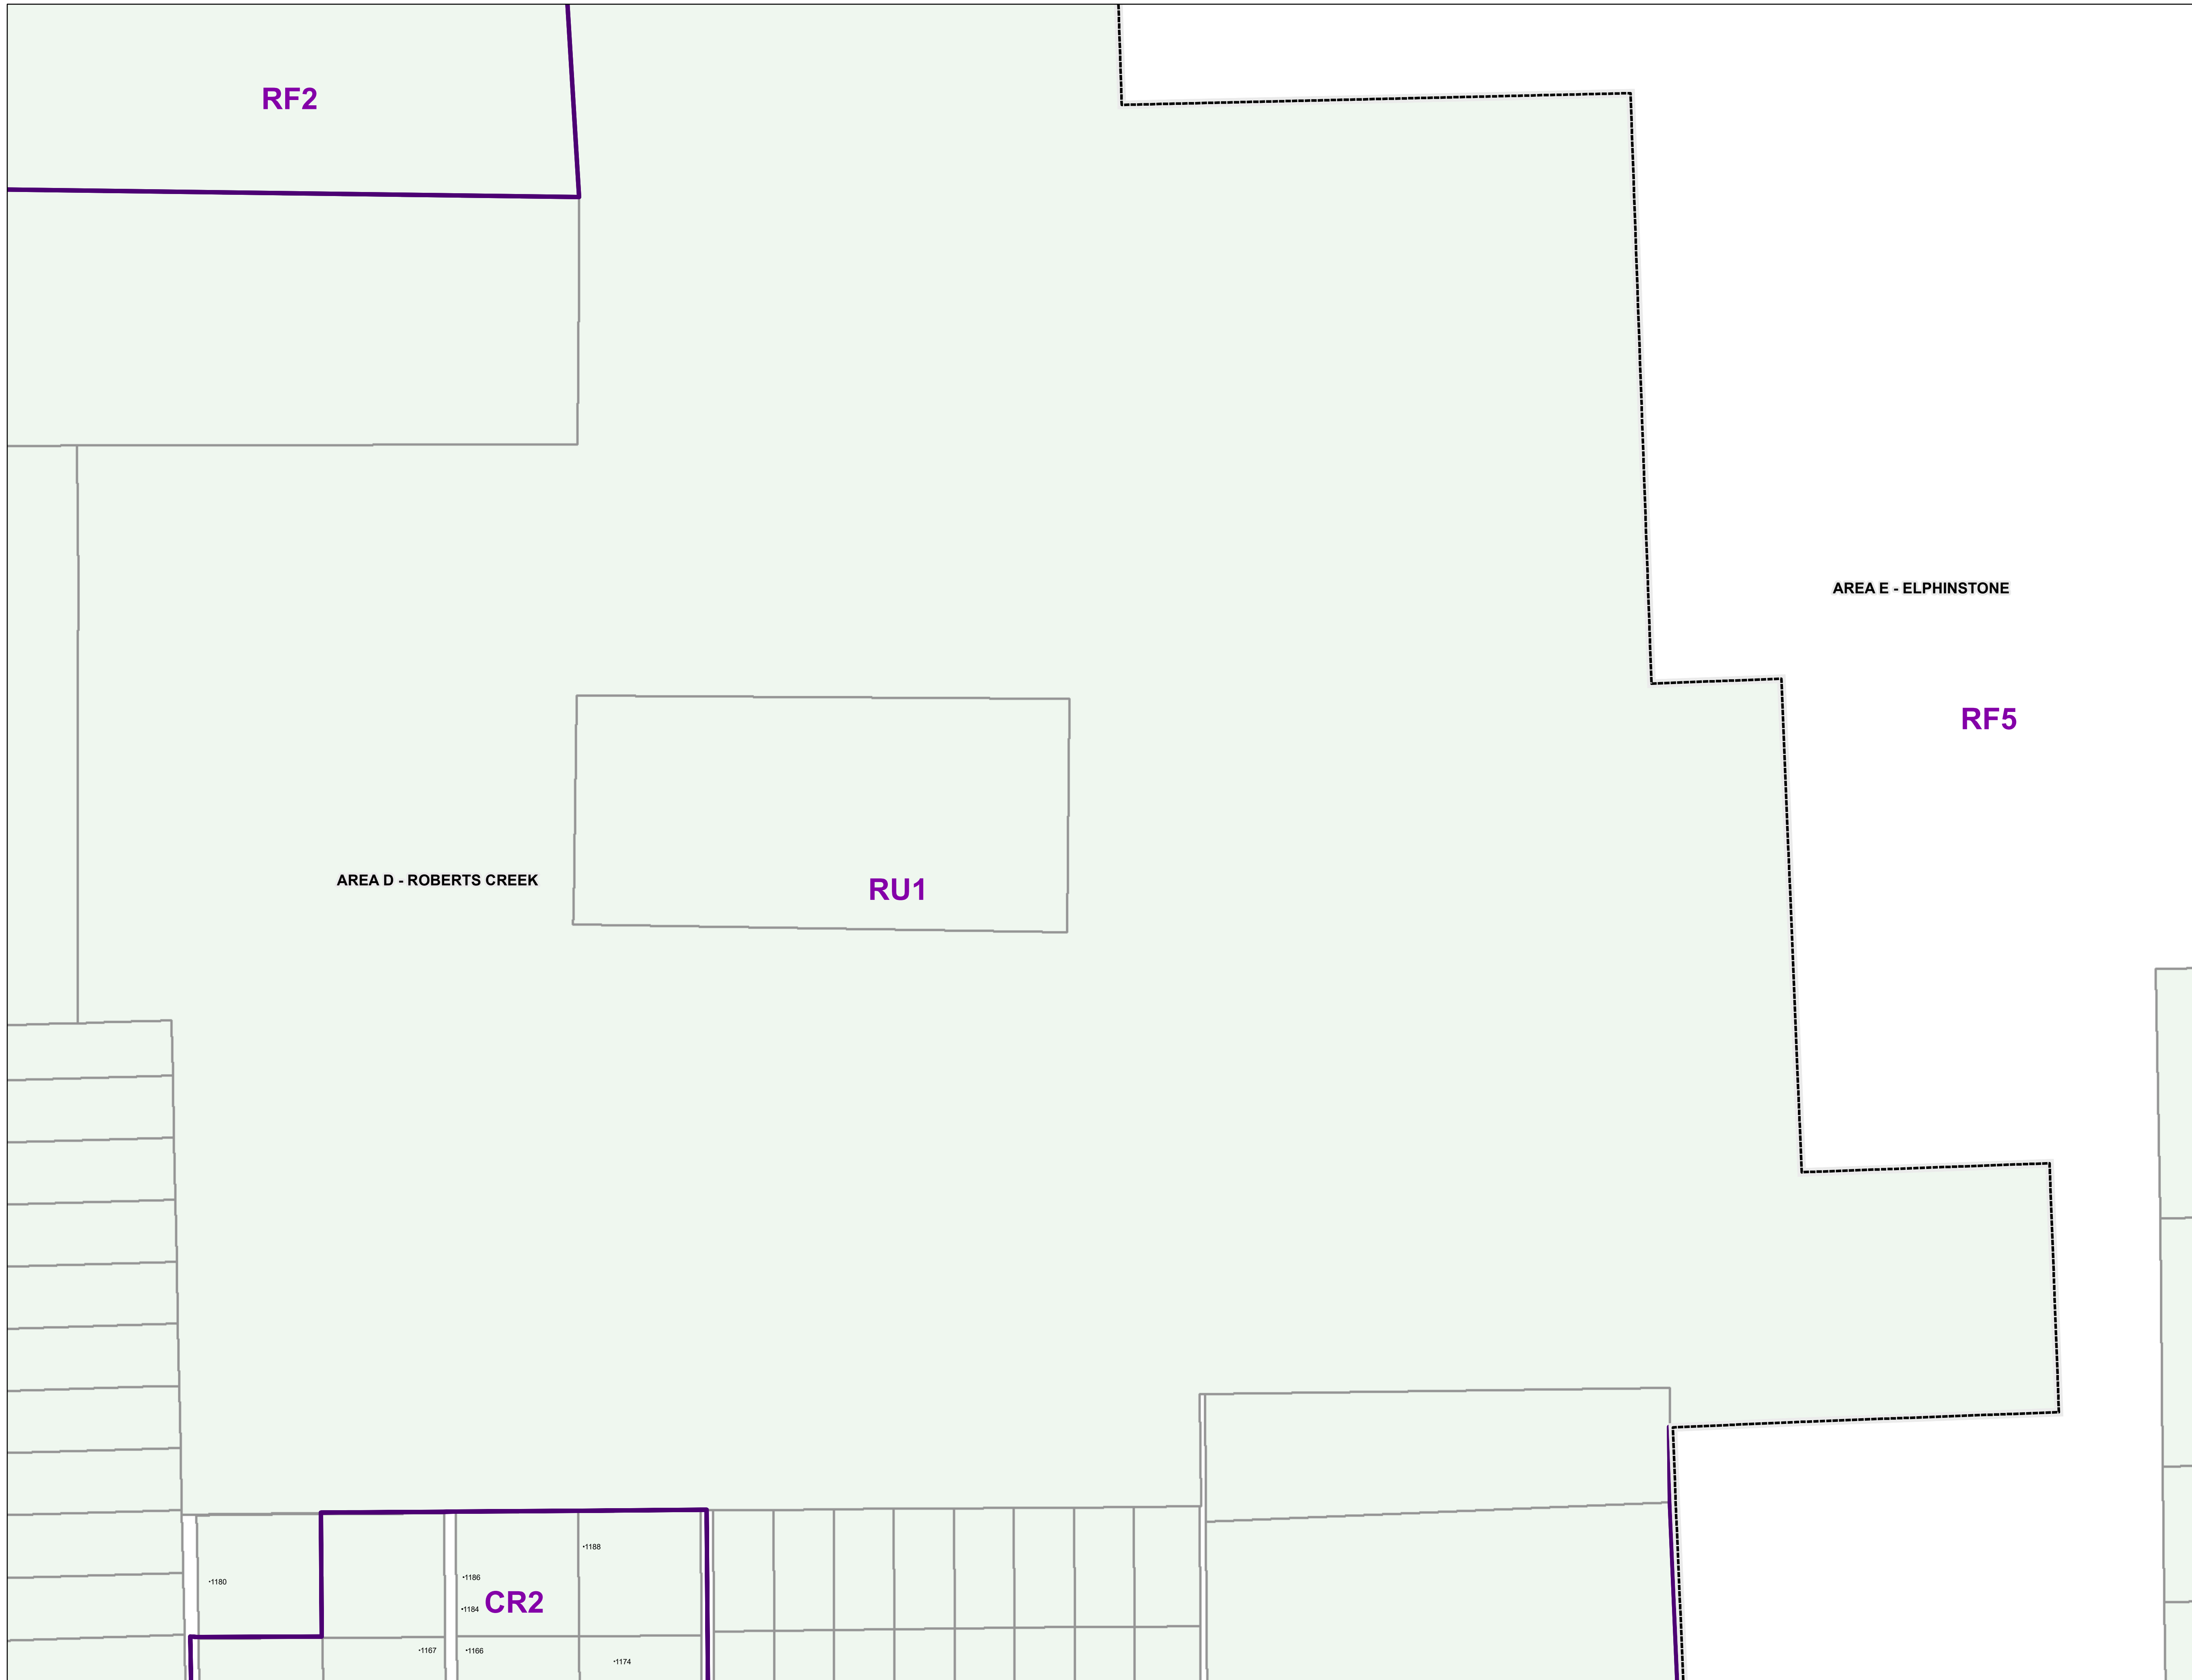 RF2
AREA E - ELPHINSTONE
RF5
AREA D - ROBERTS CREEK
RU1
1188
1186
1180
CR2
1184
1167
1166
1174